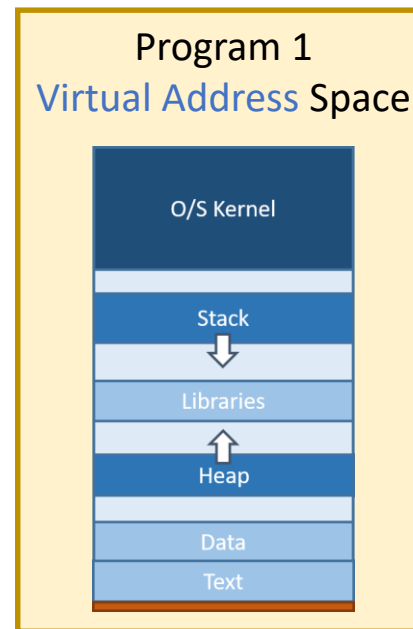 Program 1
Virtual Address Space
O/S Kernel
Stack
Libraries
Heap
Data
Text